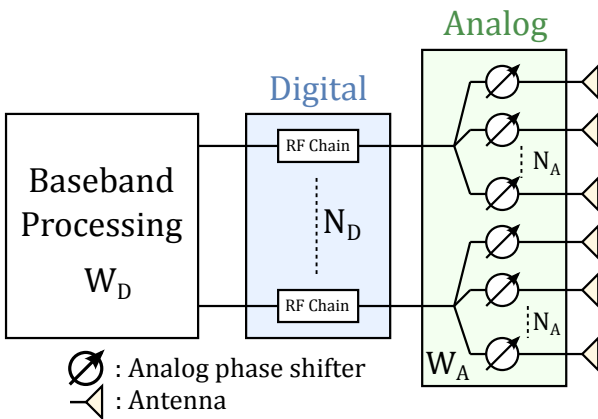 Analog
Digital
Baseband
Processing
W_D
RF Chain
N_D
RF Chain
N_A
N_A
W_A
: Analog phase shifter
: Antenna